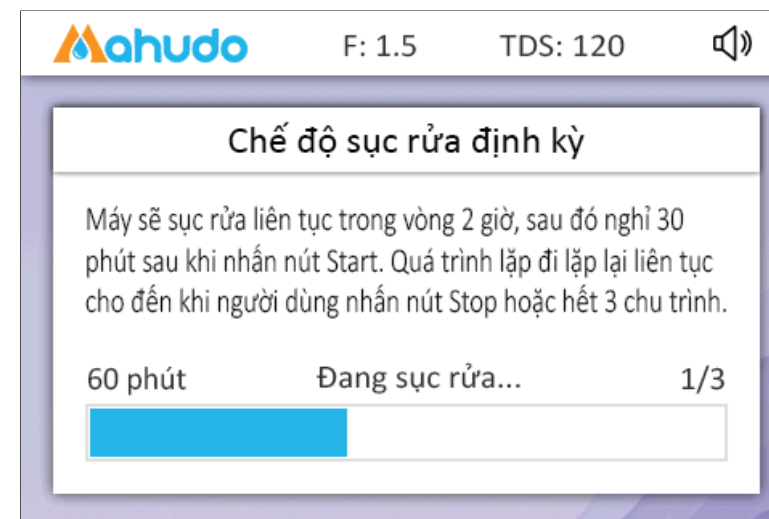 Mahudo F: 1.5 TDS: 120
Chế độ sục rửa định kỳ
Máy sẽ sục rửa liên tục trong vòng 2 giờ, sau đó nghỉ 30
phút sau khi nhấn nút Start. Quá trình lặp đi lặp lại liên tục
cho đến khi người dùng nhấn nút Stop hoặc hết 3 chu trình.
60 phút Đang sục rửa... 1/3